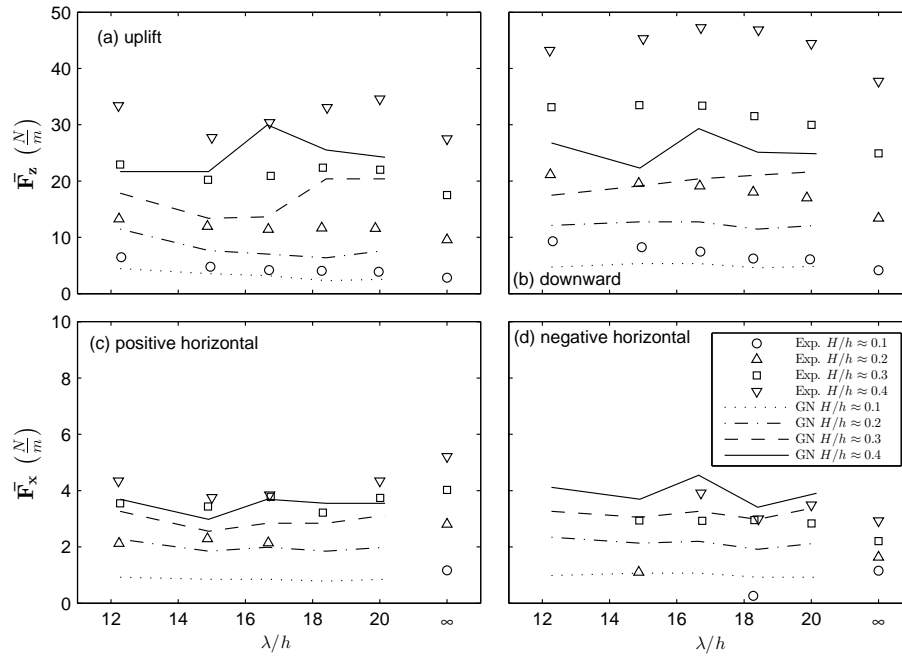 50
40
30
20
10
0
F̄z (N/m)
(a) uplift
(b) downward
10
8
6
4
2
0
F̄x (N/m)
(c) positive horizontal
(d) negative horizontal
Exp. H/h ≈ 0.1
Exp. H/h ≈ 0.2
Exp. H/h ≈ 0.3
Exp. H/h ≈ 0.4
GN H/h ≈ 0.1
GN H/h ≈ 0.2
GN H/h ≈ 0.3
GN H/h ≈ 0.4
12 14 16 18 20 ∞
12 14 16 18 20 ∞
λ/h
λ/h